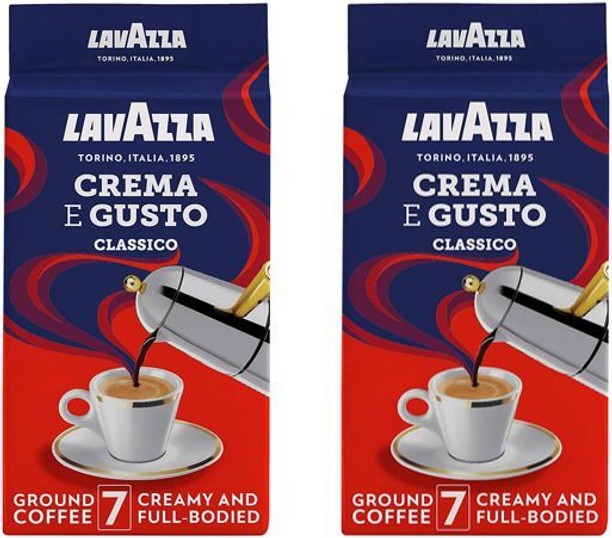 LAVAZZA
TORINO, ITALIA, 1895
LAVAZZA
TORINO, ITALIA, 1895
CREMA
E GUSTO
CLASSICO
GROUND COFFEE
7
CREAMY AND
FULL-BODIED
LAVAZZA
TORINO, ITALIA, 1895
LAVAZZA
TORINO, ITALIA, 1895
CREMA
E GUSTO
CLASSICO
GROUND COFFEE
7
CREAMY AND
FULL-BODIED